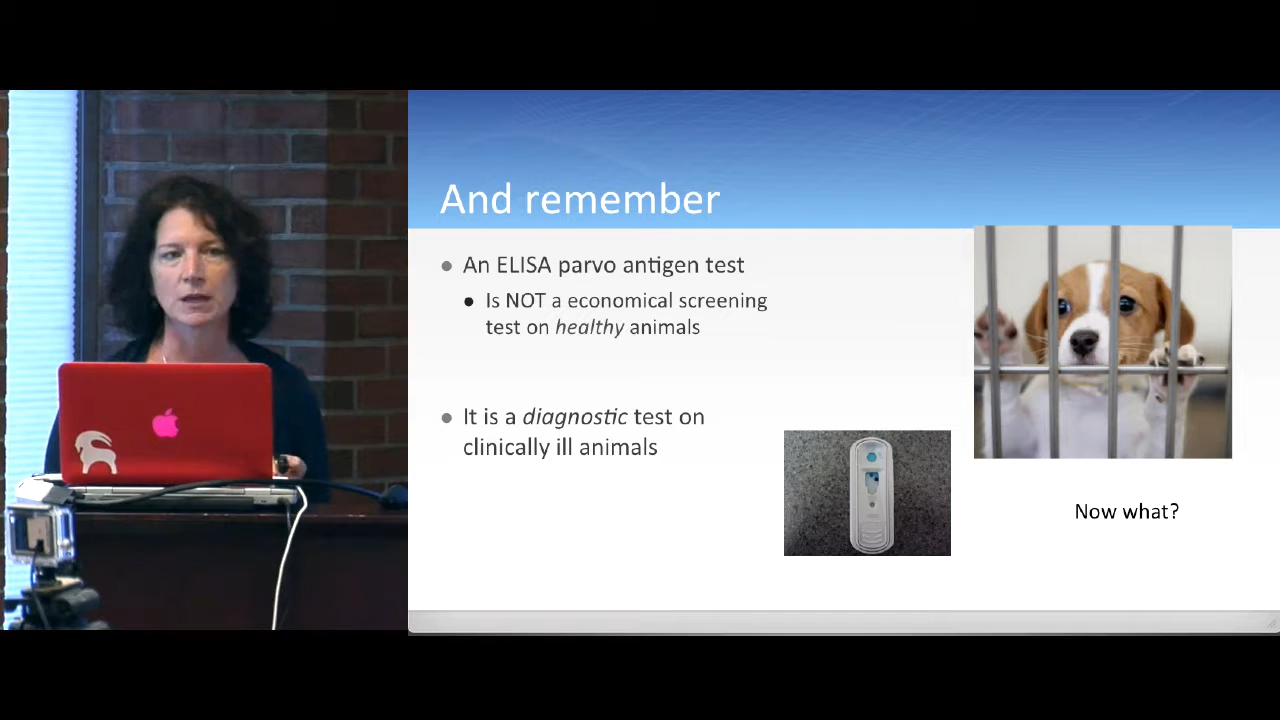 And remember
An ELISA parvo antigen test
Is NOT a economical screening
test on healthy animals
It is a diagnostic test on
clinically ill animals
Now what?